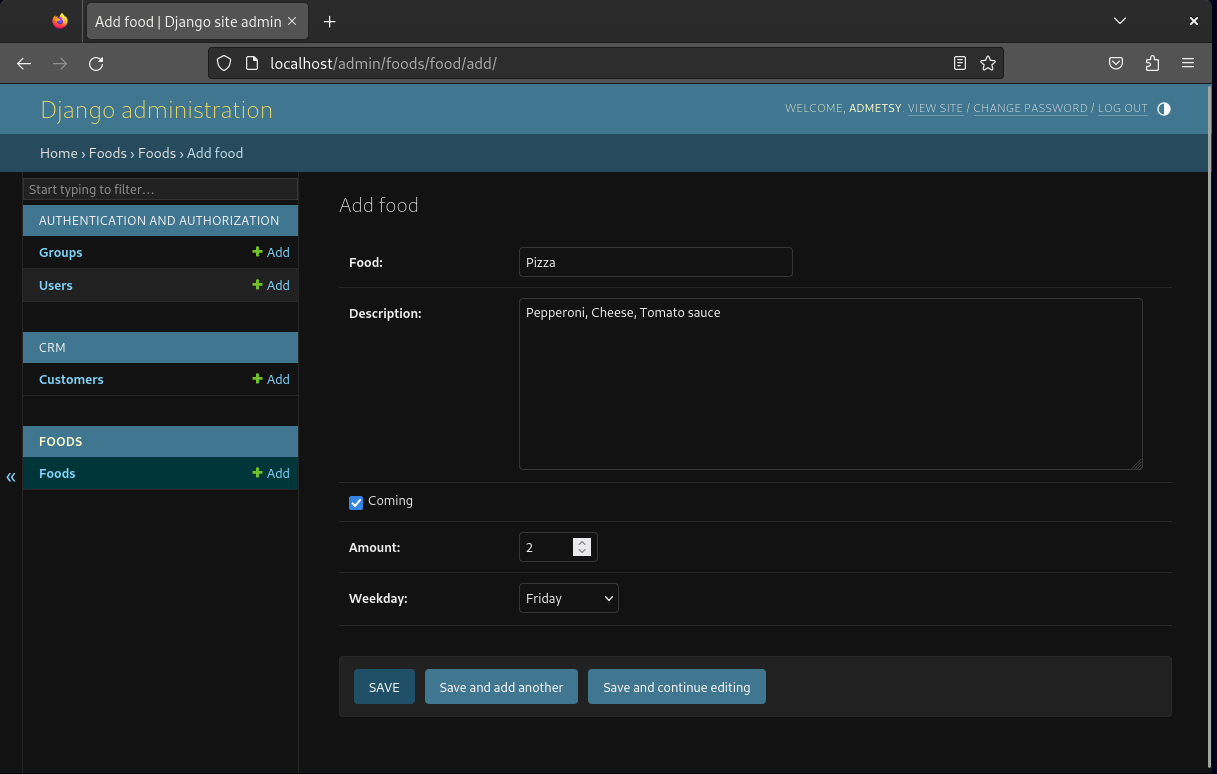 Add food | Django site admin
localhost/admin/foods/food/add/
Django administration
WELCOME, ADMETSY. VIEW SITE / CHANGE PASSWORD / LOG OUT
Home › Foods › Foods › Add food
Start typing to filter…
AUTHENTICATION AND AUTHORIZATION
Groups + Add
Users + Add
CRM
Customers + Add
FOODS
Foods + Add
«
Add food
Food: Pizza
Description: Pepperoni, Cheese, Tomato sauce
Coming
Amount: 2
Weekday: Friday
SAVE Save and add another Save and continue editing